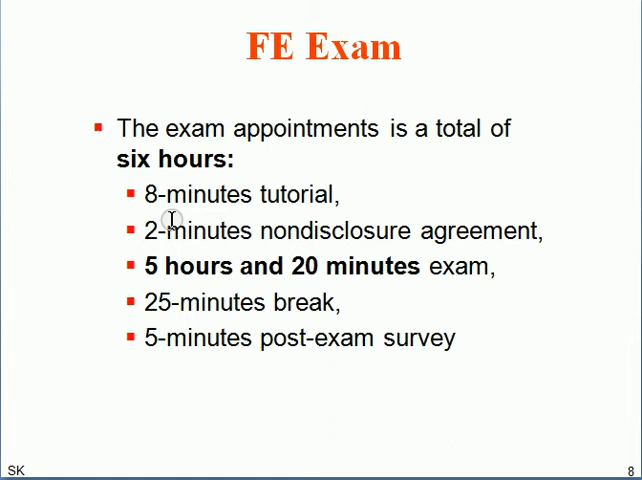 FE Exam
The exam appointments is a total of
six hours:
8-minutes tutorial,
2-minutes nondisclosure agreement,
5 hours and 20 minutes exam,
25-minutes break,
5-minutes post-exam survey
SK
8